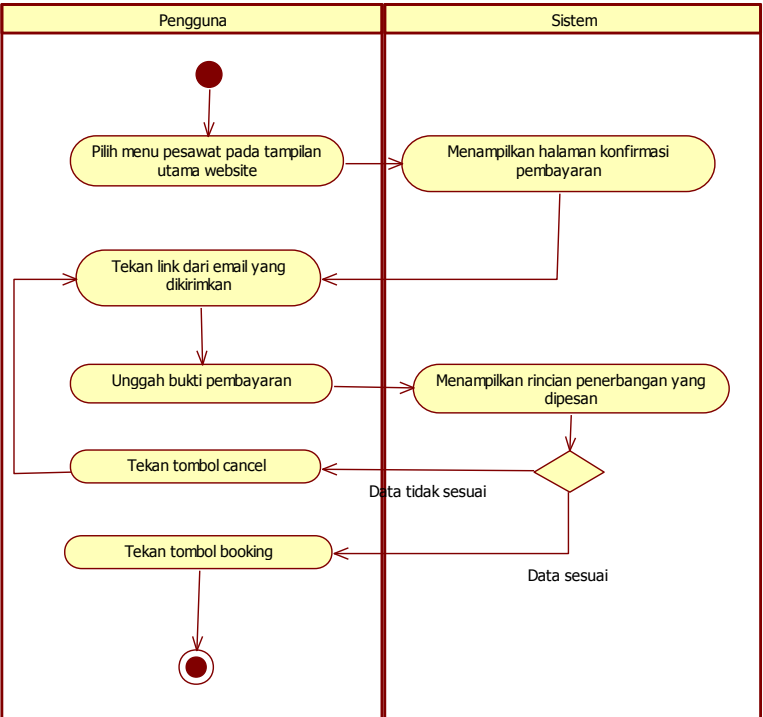 Pengguna
Sistem
Pilih menu pesawat pada tampilan
utama website
Menampilkan halaman konfirmasi
pembayaran
Tekan link dari email yang
dikirimkan
Unggah bukti pembayaran
Menampilkan rincian penerbangan yang
dipesan
Tekan tombol cancel
Data tidak sesuai
Tekan tombol booking
Data sesuai